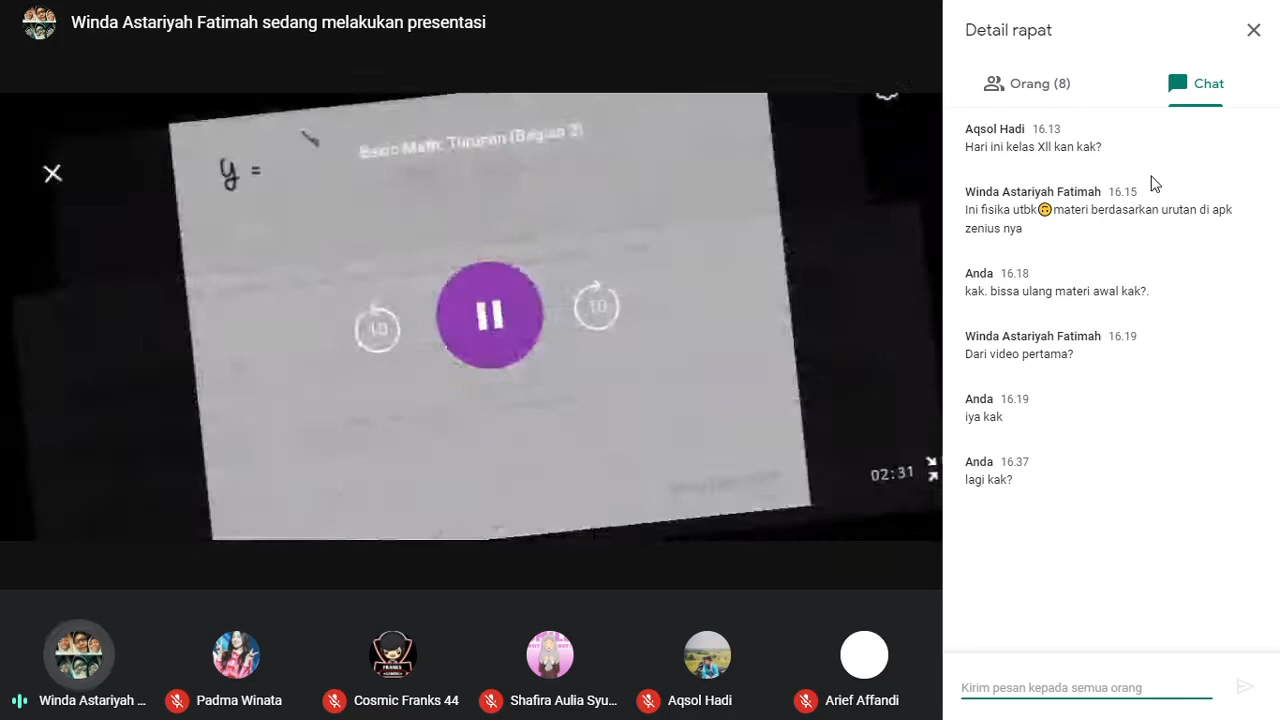 Winda Astariyah Fatimah sedang melakukan presentasi
Basic Math: Turunan (Bagian 2)
y =
10
10
02:31
Winda Astariyah ...
Padma Winata
Cosmic Franks 44
Shafira Aulia Syu...
Aqsol Hadi
Arief Affandi
Detail rapat
Orang (8)
Chat
Aqsol Hadi 16.13
Hari ini kelas Xll kan kak?
Winda Astariyah Fatimah 16.15
Ini fisika utbk🙃materi berdasarkan urutan di apk
zenius nya
Anda 16.18
kak. bissa ulang materi awal kak?.
Winda Astariyah Fatimah 16.19
Dari video pertama?
Anda 16.19
iya kak
Anda 16.37
lagi kak?
Kirim pesan kepada semua orang